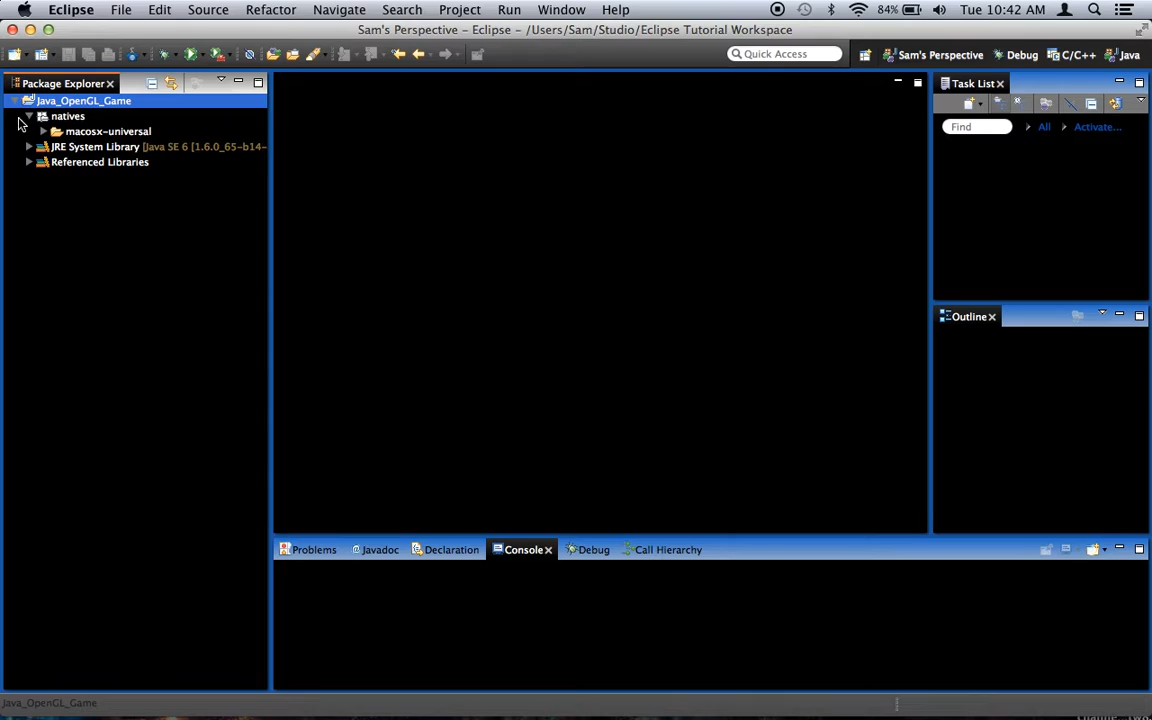 Eclipse File Edit Source Refactor Navigate Search Project Run Window Help 84% Tue 10:42 AM
Sam's Perspective – Eclipse – /Users/Sam/Studio/Eclipse Tutorial Workspace
Quick Access Sam's Perspective Debug C/C++ Java
Package Explorer
Java_OpenGL_Game
natives
macosx-universal
JRE System Library [Java SE 6 [1.6.0_65-b14-
Referenced Libraries
Task List
Find All Activate...
Outline
Problems Javadoc Declaration Console Debug Call Hierarchy
Java_OpenGL_Game